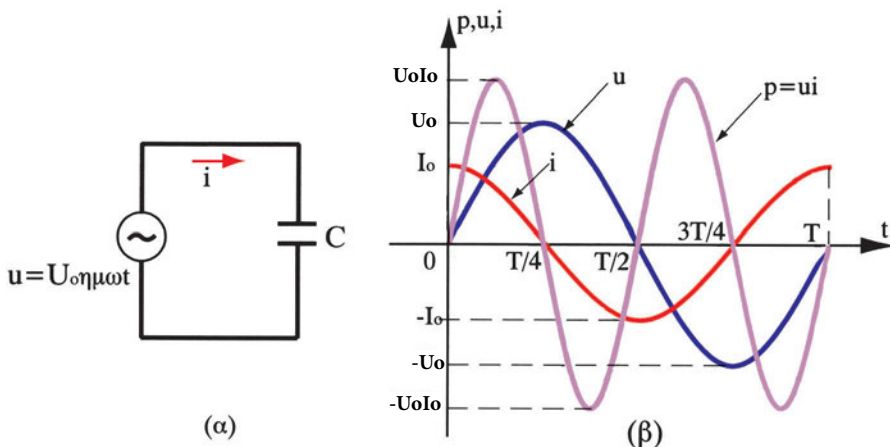 i
C
u=Uₒημωt
(α)
p,u,i
UoIo
Uo
Iₒ
u
i
p=ui
0
T/4
T/2
3T/4
T
t
-Iₒ
-Uo
-UoIo
(β)